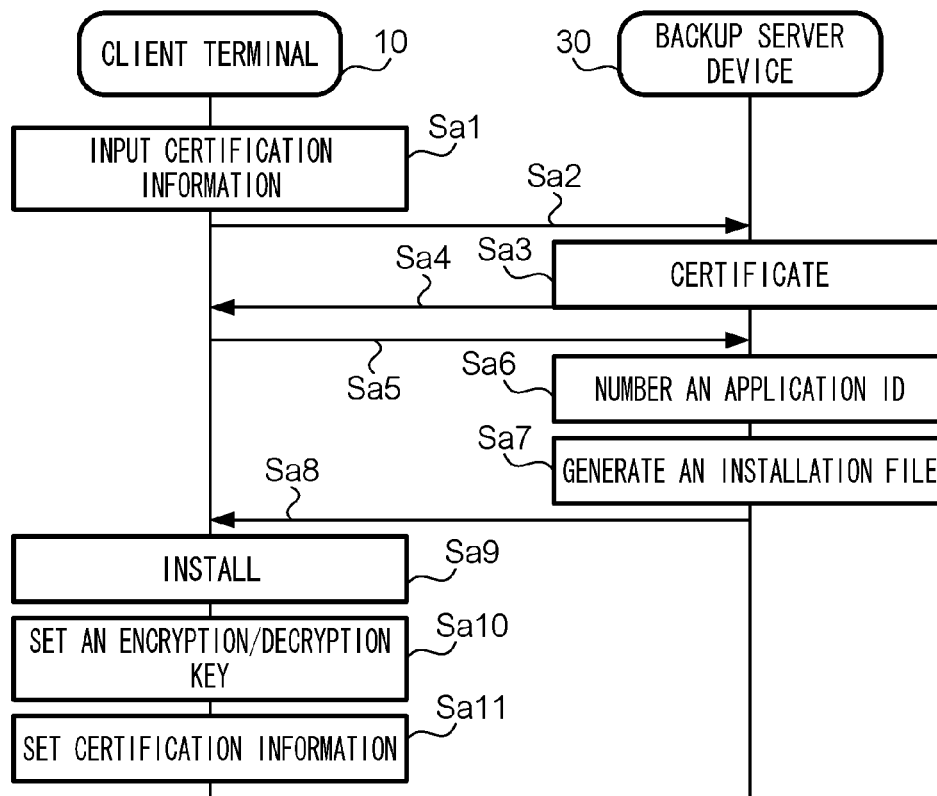 CLIENT TERMINAL
10
30
BACKUP SERVER
DEVICE
Sa1
INPUT CERTIFICATION
INFORMATION
Sa2
Sa3
CERTIFICATE
Sa4
Sa5
Sa6
NUMBER AN APPLICATION ID
Sa7
GENERATE AN INSTALLATION FILE
Sa8
INSTALL
Sa9
SET AN ENCRYPTION/DECRYPTION
KEY
Sa10
SET CERTIFICATION INFORMATION
Sa11